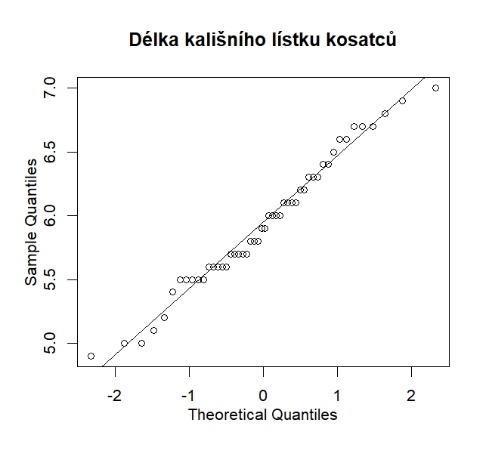 Délka kališního lístku kosatců
Sample Quantiles
7.0
6.5
6.0
5.5
5.0
-2 -1 0 1 2
Theoretical Quantiles